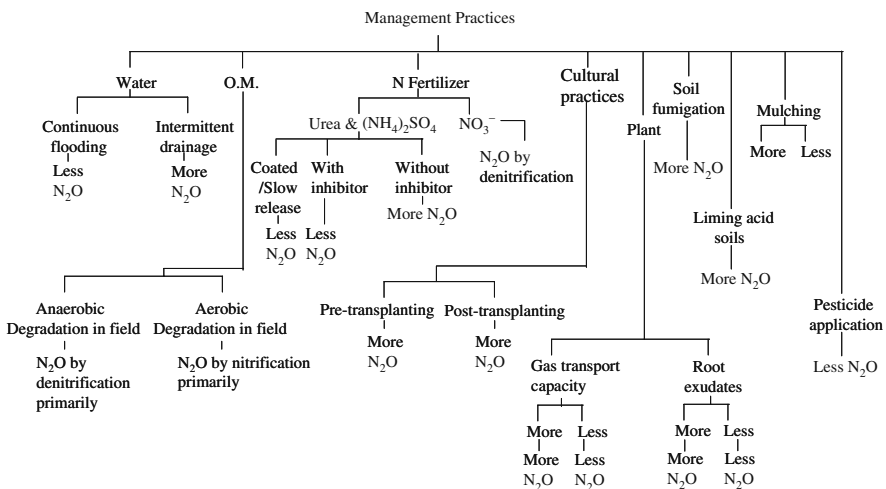 Management Practices
Water
O.M.
N Fertilizer
Cultural
practices
Plant
Soil
fumigation
Mulching
Continuous
flooding
Less
N₂O
Intermittent
drainage
More
N₂O
Urea & (NH₄)₂SO₄
NO₃⁻
Coated
/Slow
release
Less
N₂O
With
inhibitor
Less
N₂O
Without
inhibitor
More N₂O
N₂O by
denitrification
More N₂O
More Less
Liming acid
soils
More N₂O
Anaerobic
Degradation in field
N₂O by
denitrification
primarily
Aerobic
Degradation in field
N₂O by nitrification
primarily
Pre-transplanting
More
N₂O
Post-transplanting
More
N₂O
Gas transport
capacity
More Less
More Less
N₂O N₂O
Root
exudates
More Less
More Less
N₂O N₂O
Pesticide
application
Less N₂O